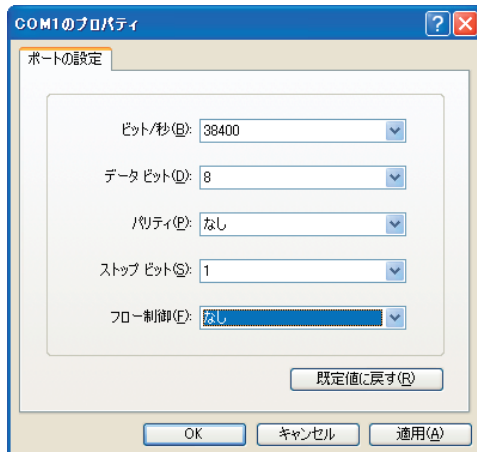 COM1のプロパティ
ポートの設定
ビット/秒(B): 38400
データ ビット(D): 8
パリティ(P): なし
ストップ ビット(S): 1
フロー制御(F): なし
既定値に戻す(R)
OK キャンセル 適用(A)